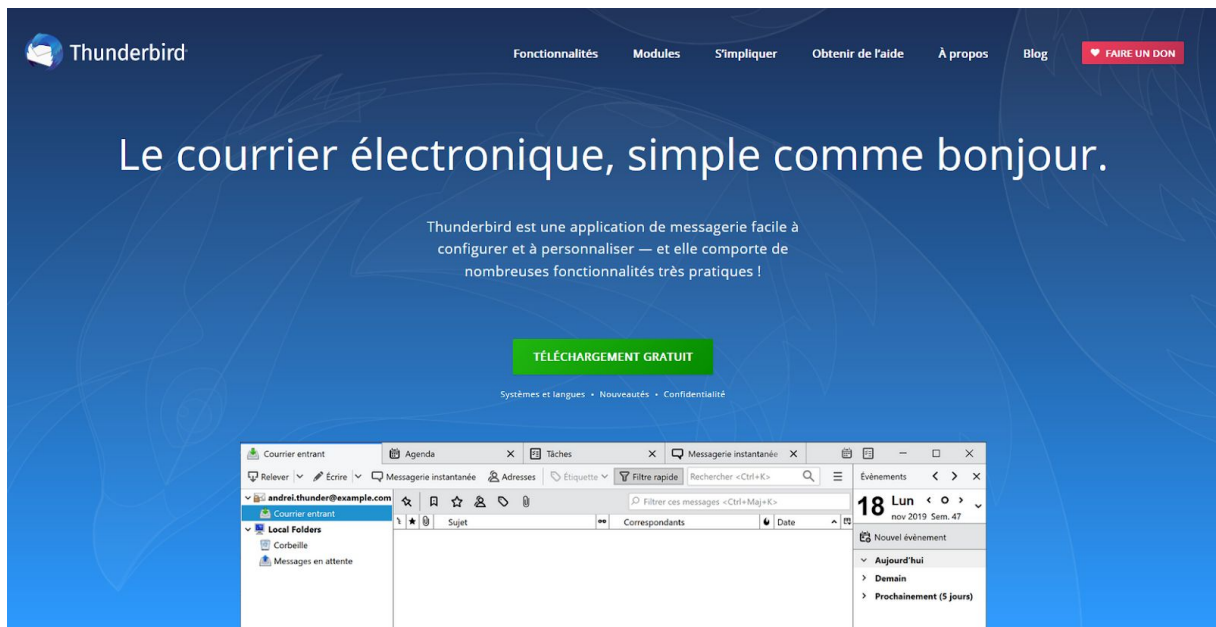 Thunderbird
Fonctionnalités Modules S'impliquer Obtenir de l'aide À propos Blog FAIRE UN DON
Le courrier électronique, simple comme bonjour.
Thunderbird est une application de messagerie facile à
configurer et à personnaliser — et elle comporte de
nombreuses fonctionnalités très pratiques !
TÉLÉCHARGEMENT GRATUIT
Systèmes et langues • Nouveautés • Confidentialité
Courrier entrant Agenda Tâches Messagerie instantanée
Relever Écrire Messagerie instantanée Adresses Étiquette Filtre rapide Rechercher <Ctrl+K> Évènements
andrei.thunder@example.com
Filtrer ces messages <Ctrl+Maj+K>
18 Lun
nov 2019 Sem. 47
Courrier entrant
Sujet Correspondants Date
Local Folders
Nouvel évènement
Corbeille
Messages en attente
Aujourd'hui
Demain
Prochainement (5 jours)